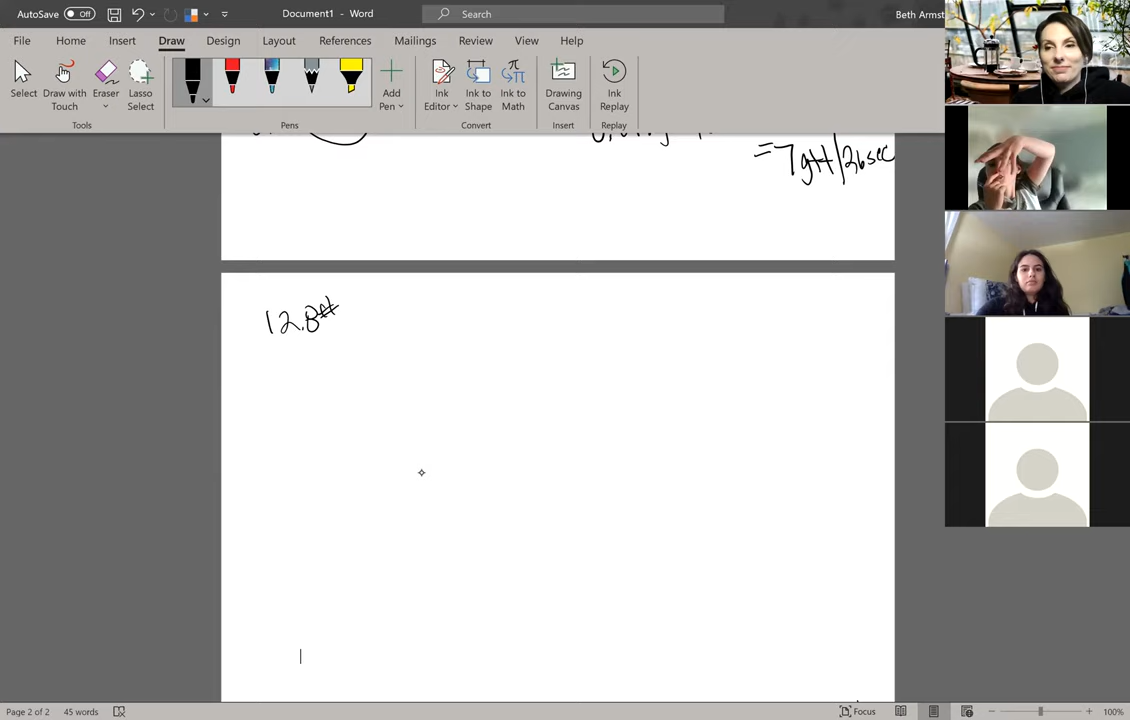 AutoSave Off Document1 - Word Search Beth Armst
File Home Insert Draw Design Layout References Mailings Review View Help
Select Draw with Touch Eraser Lasso Select Add Pen Ink Editor Ink to Shape Ink to Math Drawing Canvas Ink Replay
Tools Pens Convert Insert Replay
=7gtt/26sec
12.8#
Page 2 of 2 45 words Focus 100%